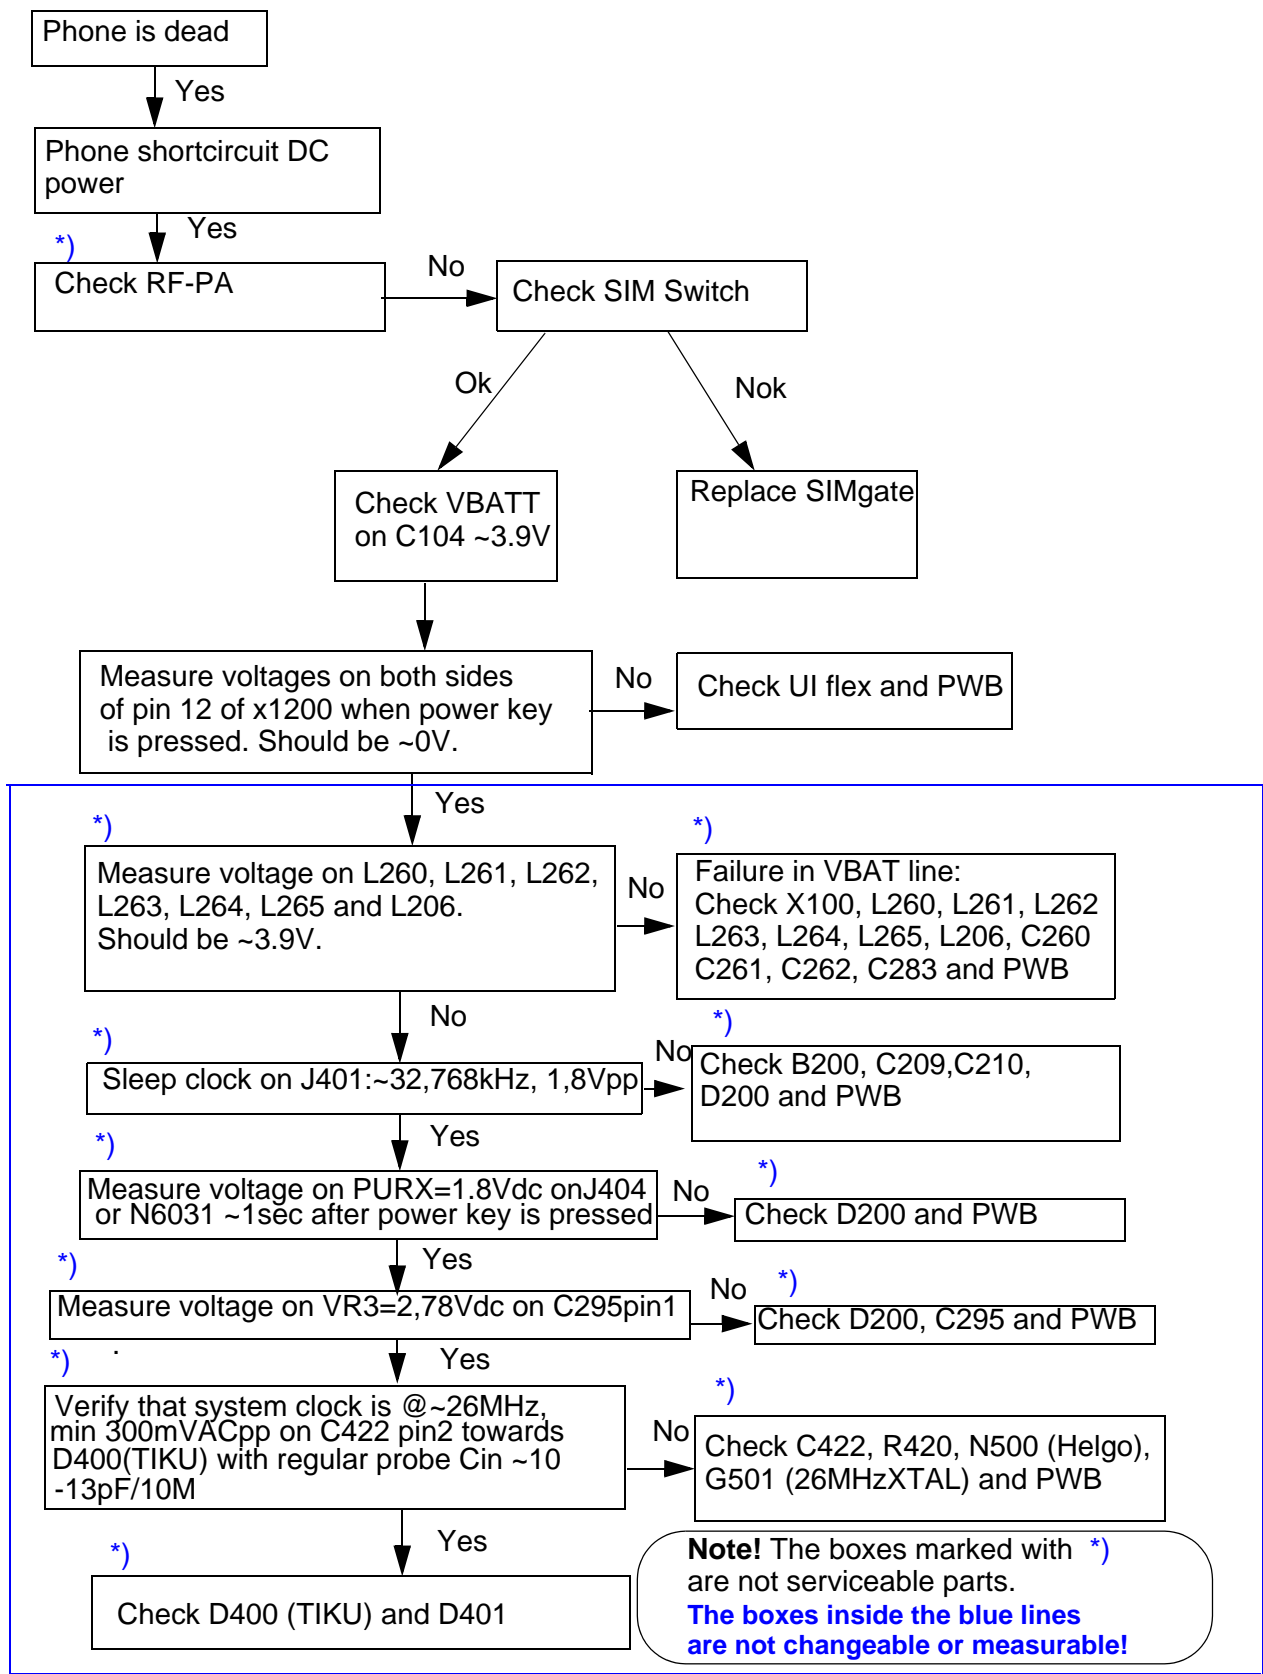 Phone is dead
Yes
Phone shortcircuit DC
power
Yes
*)
Check RF-PA
No
Check SIM Switch
Ok
Nok
Check VBATT
on C104 ~3.9V
Replace SIMgate
Measure voltages on both sides
of pin 12 of x1200 when power key
is pressed. Should be ~0V.
No
Check UI flex and PWB
Yes
*)
Measure voltage on L260, L261, L262,
L263, L264, L265 and L206.
Should be ~3.9V.
No
*)
Failure in VBAT line:
Check X100, L260, L261, L262
L263, L264, L265, L206, C260
C261, C262, C283 and PWB
No
*)
Sleep clock on J401:~32,768kHz, 1,8Vpp
No
*)
Check B200, C209,C210,
D200 and PWB
Yes
*)
Measure voltage on PURX=1.8Vdc onJ404
or N6031 ~1sec after power key is pressed
No
*)
Check D200 and PWB
Yes
*)
Measure voltage on VR3=2,78Vdc on C295pin1
.
No
*)
Check D200, C295 and PWB
Yes
*)
Verify that system clock is @~26MHz,
min 300mVACpp on C422 pin2 towards
D400(TIKU) with regular probe Cin ~10
-13pF/10M
No
*)
Check C422, R420, N500 (Helgo),
G501 (26MHzXTAL) and PWB
Yes
*)
Check D400 (TIKU) and D401
Note! The boxes marked with *)
are not serviceable parts.
The boxes inside the blue lines
are not changeable or measurable!